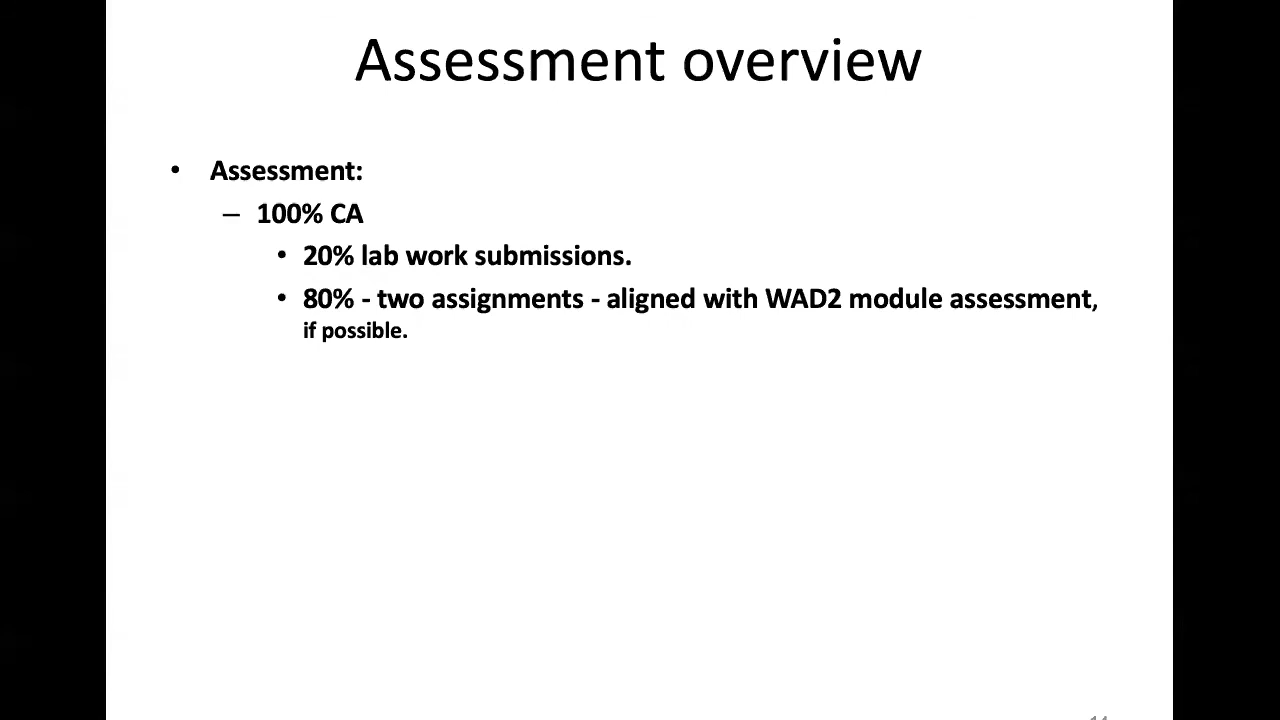 Assessment overview
• Assessment:
– 100% CA
• 20% lab work submissions.
• 80% - two assignments - aligned with WAD2 module assessment,
if possible.